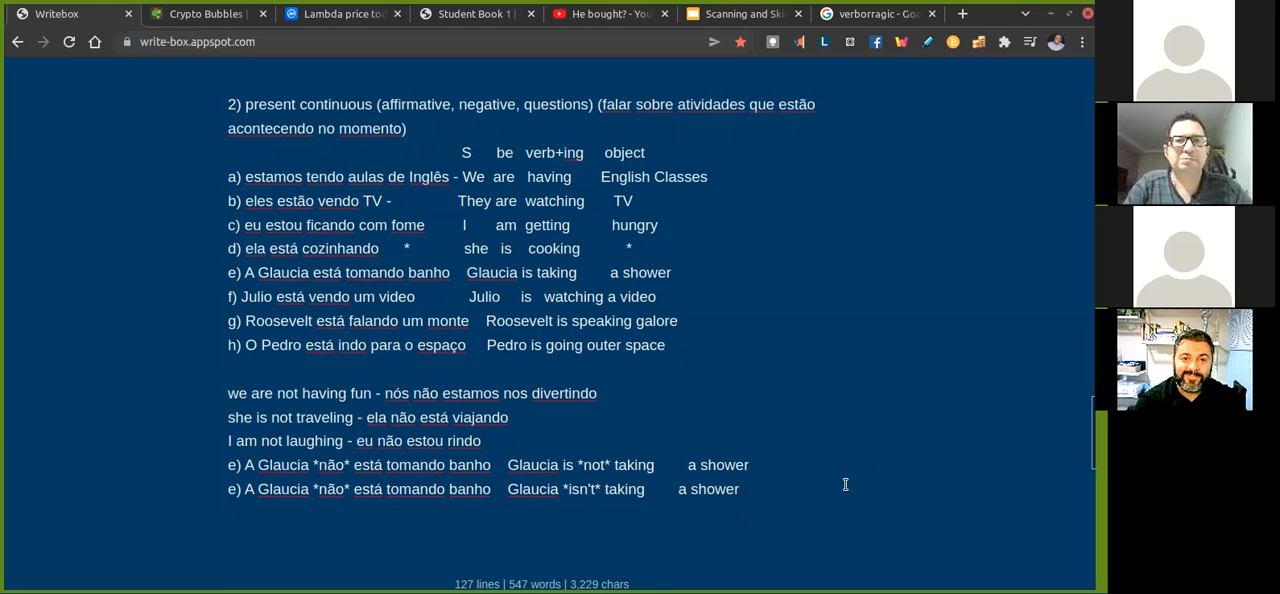 Writebox
Crypto Bubbles
Lambda price to
Student Book 1
He bought? - You
Scanning and Ski
verborragic - Goo
write-box.appspot.com
2) present continuous (affirmative, negative, questions) (falar sobre atividades que estão
acontecendo no momento)
S be verb+ing object
a) estamos tendo aulas de Inglês - We are having English Classes
b) eles estão vendo TV - They are watching TV
c) eu estou ficando com fome I am getting hungry
d) ela está cozinhando * she is cooking *
e) A Glaucia está tomando banho Glaucia is taking a shower
f) Julio está vendo um video Julio is watching a video
g) Roosevelt está falando um monte Roosevelt is speaking galore
h) O Pedro está indo para o espaço Pedro is going outer space
we are not having fun - nós não estamos nos divertindo
she is not traveling - ela não está viajando
I am not laughing - eu não estou rindo
e) A Glaucia *não* está tomando banho Glaucia is *not* taking a shower
e) A Glaucia *não* está tomando banho Glaucia *isn't* taking a shower
127 lines | 547 words | 3,229 chars